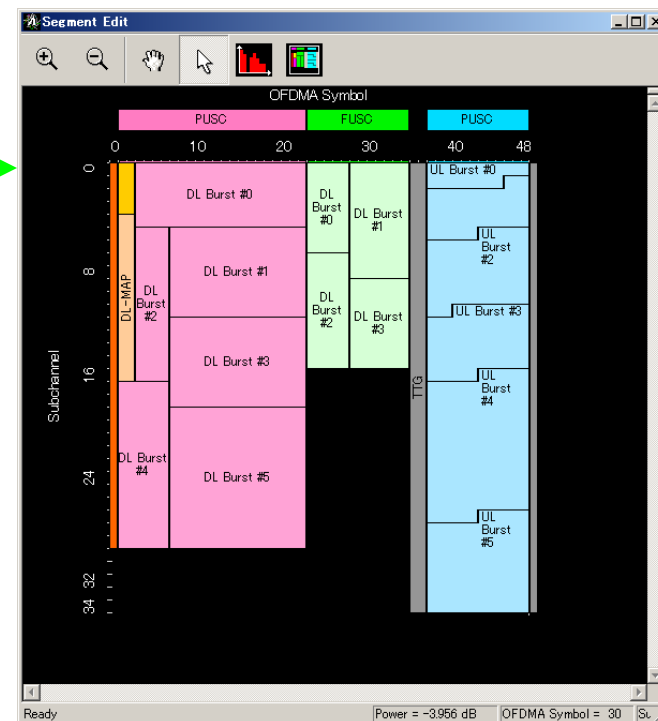 Segment Edit
OFDMA Symbol
PUSC
FUSC
PUSC
0
10
20
30
40
48
0
8
16
24
32
34
Subchannel
DL-MAP
DL Burst #0
DL Burst #1
DL
Burst
#2
DL Burst #3
DL Burst
#4
DL Burst #5
DL
Burst
#0
DL Burst
#1
DL
Burst
#2
DL Burst
#3
TTG
UL Burst #0
UL
Burst
#2
UL Burst #3
UL
Burst
#4
UL
Burst
#5
Ready
Power = -3.956 dB
OFDMA Symbol = 30